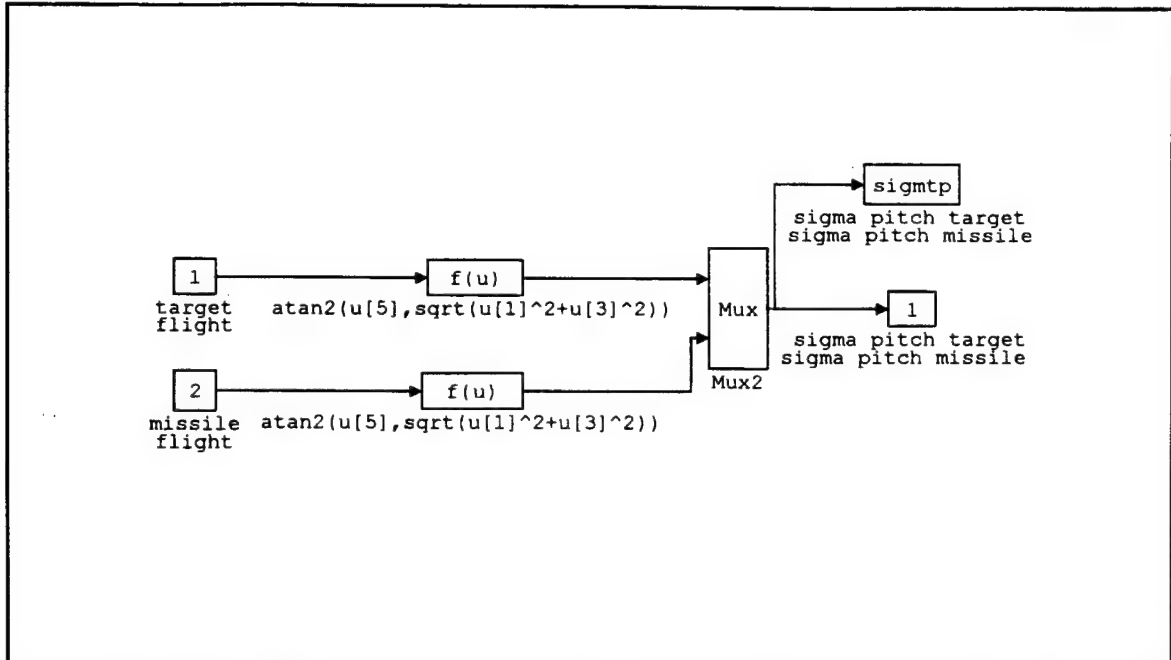 sigmtp
sigma pitch target
sigma pitch missile
1
target
flight
f(u)
atan2(u[5],sqrt(u[1]^2+u[3]^2))
Mux
Mux2
1
sigma pitch target
sigma pitch missile
2
missile
flight
f(u)
atan2(u[5],sqrt(u[1]^2+u[3]^2))